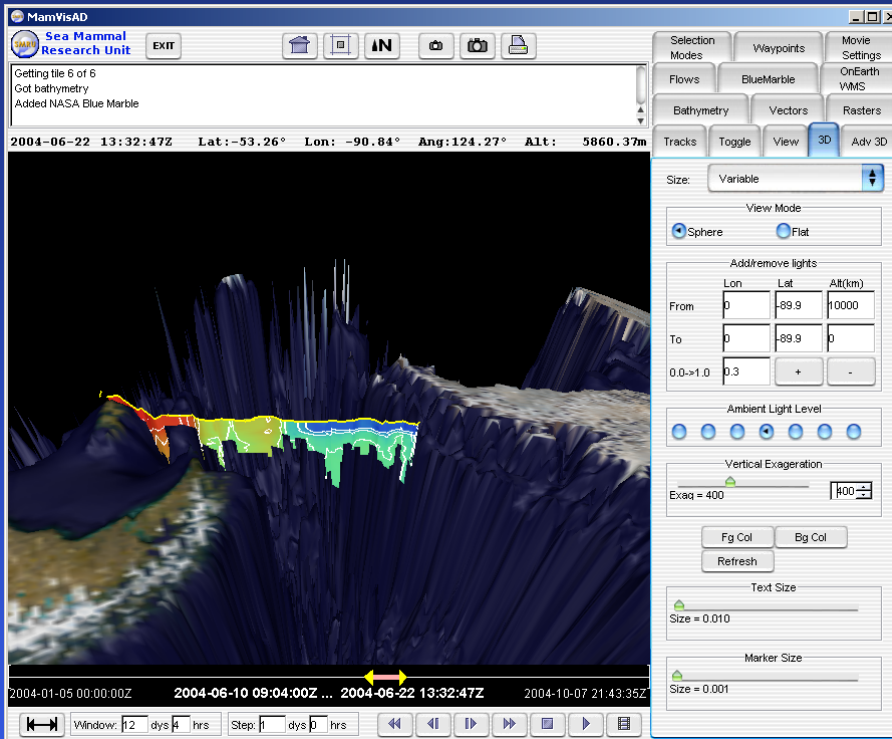 MamVisAD
SMRU
Sea Mammal
Research Unit
EXIT
N
Getting tile 6 of 6
Got bathymetry
Added NASA Blue Marble
2004-06-22 13:32:47Z Lat:-53.26° Lon: -90.84° Ang:124.27° Alt: 5860.37m
Selection Modes
Waypoints
Movie Settings
Flows
BlueMarble
OnEarth WMS
Bathymetry
Vectors
Rasters
Tracks
Toggle
View
3D
Adv 3D
Size: Variable
View Mode
Sphere
Flat
Add/remove lights
Lon Lat Alt(km)
From 0 -89.9 10000
To 0 -89.9 0
0.0->1.0 0.3 + -
Ambient Light Level
Vertical Exageration
Exag = 400
400
Fg Col
Bg Col
Refresh
Text Size
Size = 0.010
Marker Size
Size = 0.001
2004-01-05 00:00:00Z 2004-06-10 09:04:00Z ... 2004-06-22 13:32:47Z 2004-10-07 21:43:35Z
Window: 12 dys 4 hrs Step: 1 dys 0 hrs